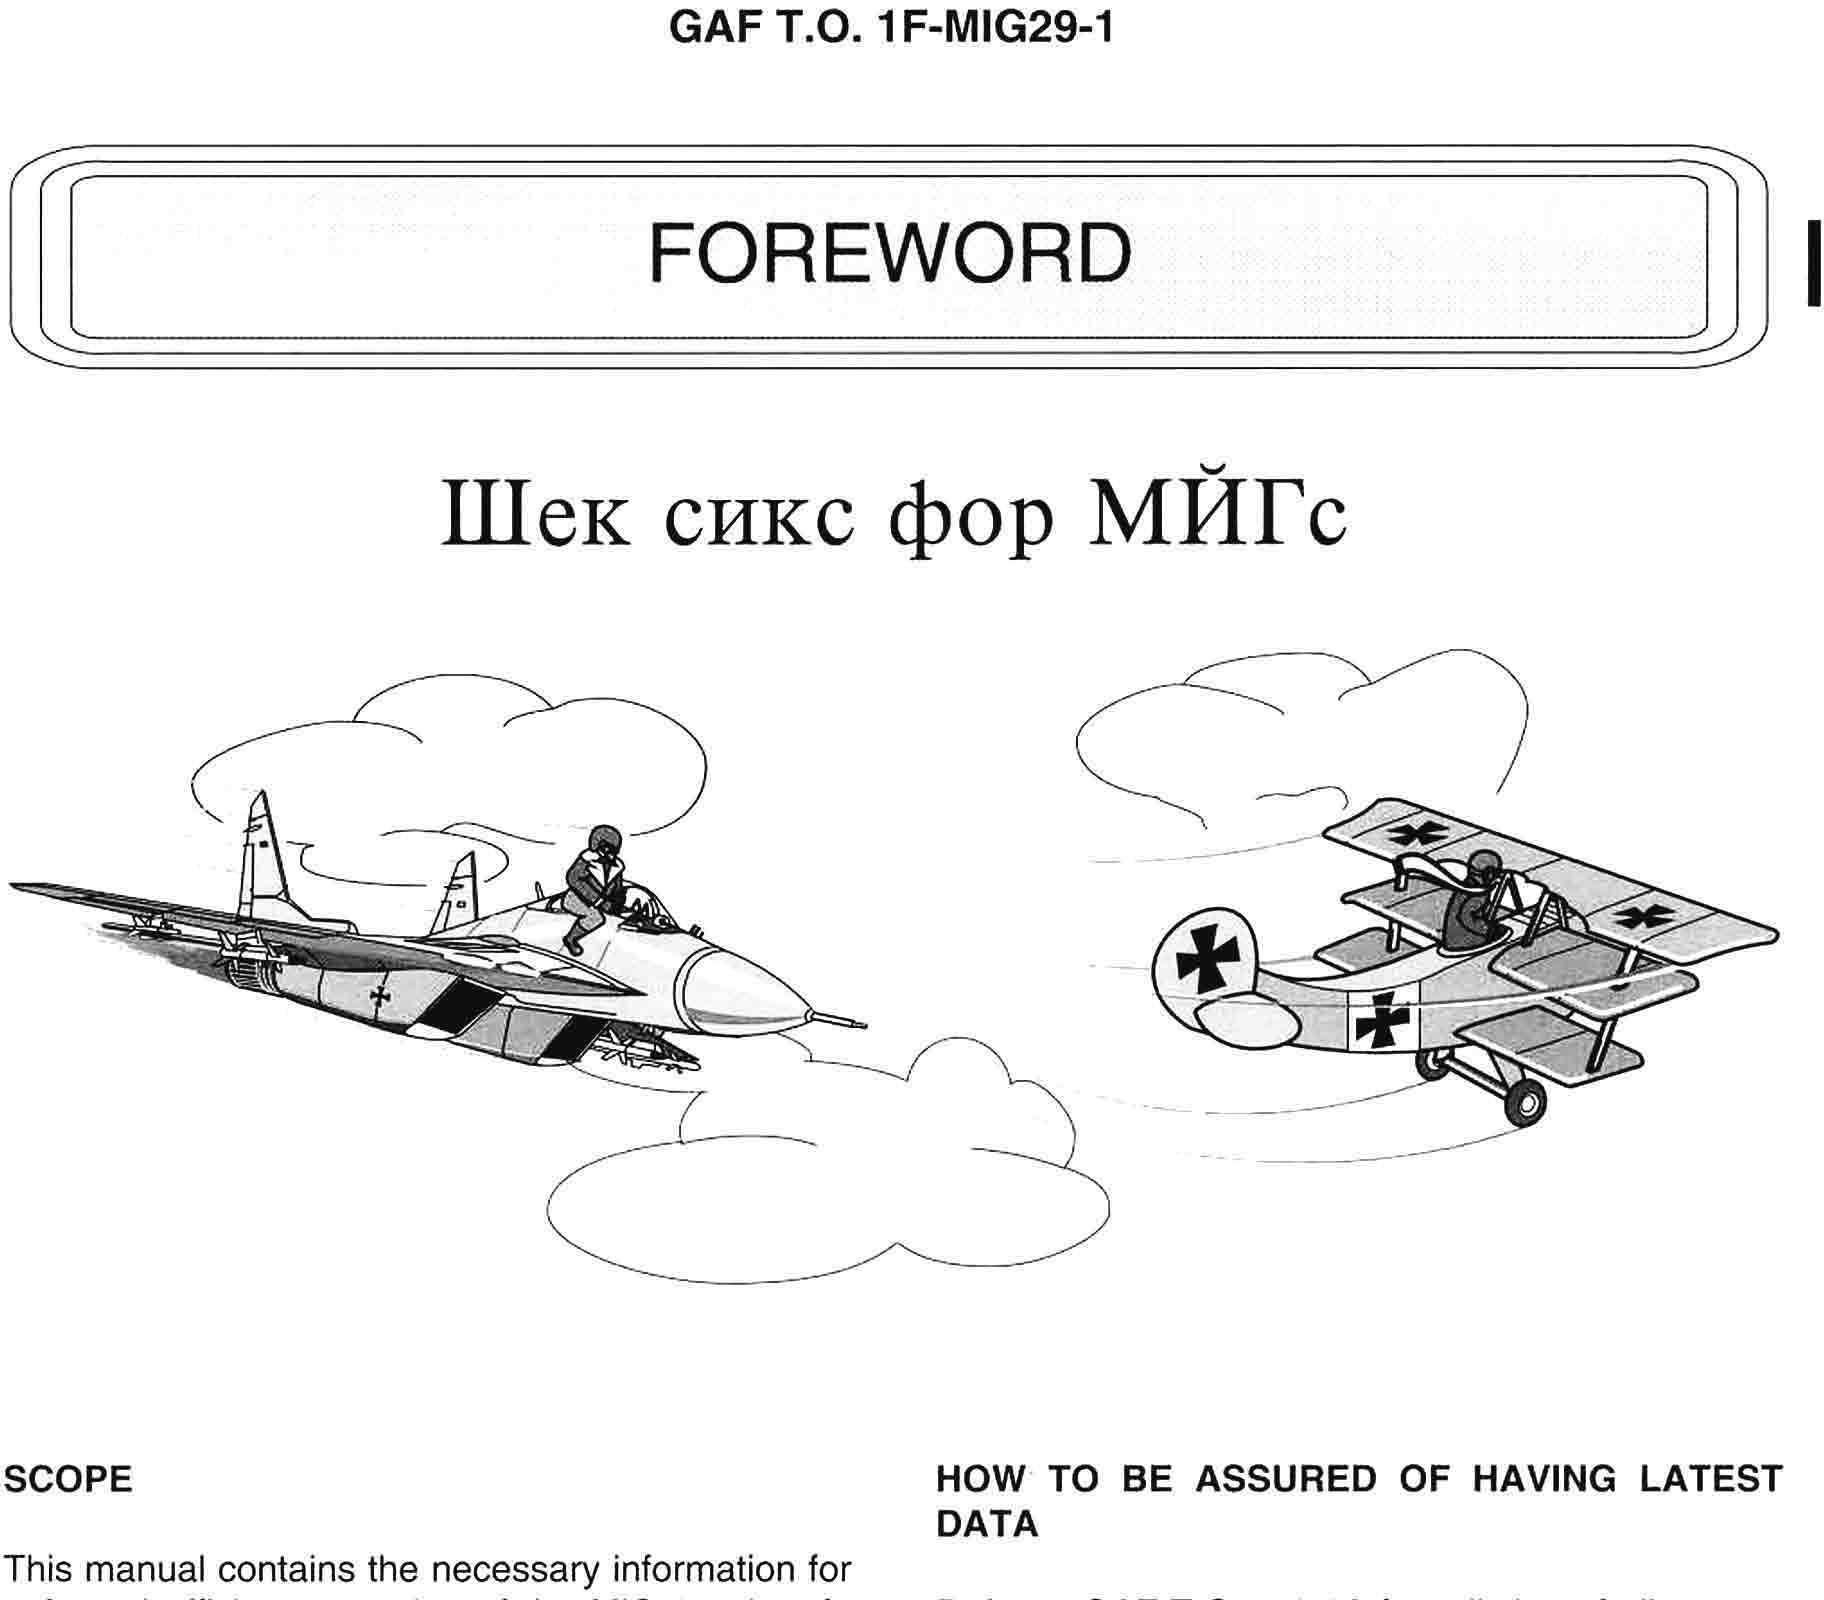 GAF T.O. 1F-MIG29-1
FOREWORD
Шек сикс фор МЙГс
SCOPE
This manual contains the necessary information for
HOW TO BE ASSURED OF HAVING LATEST
DATA